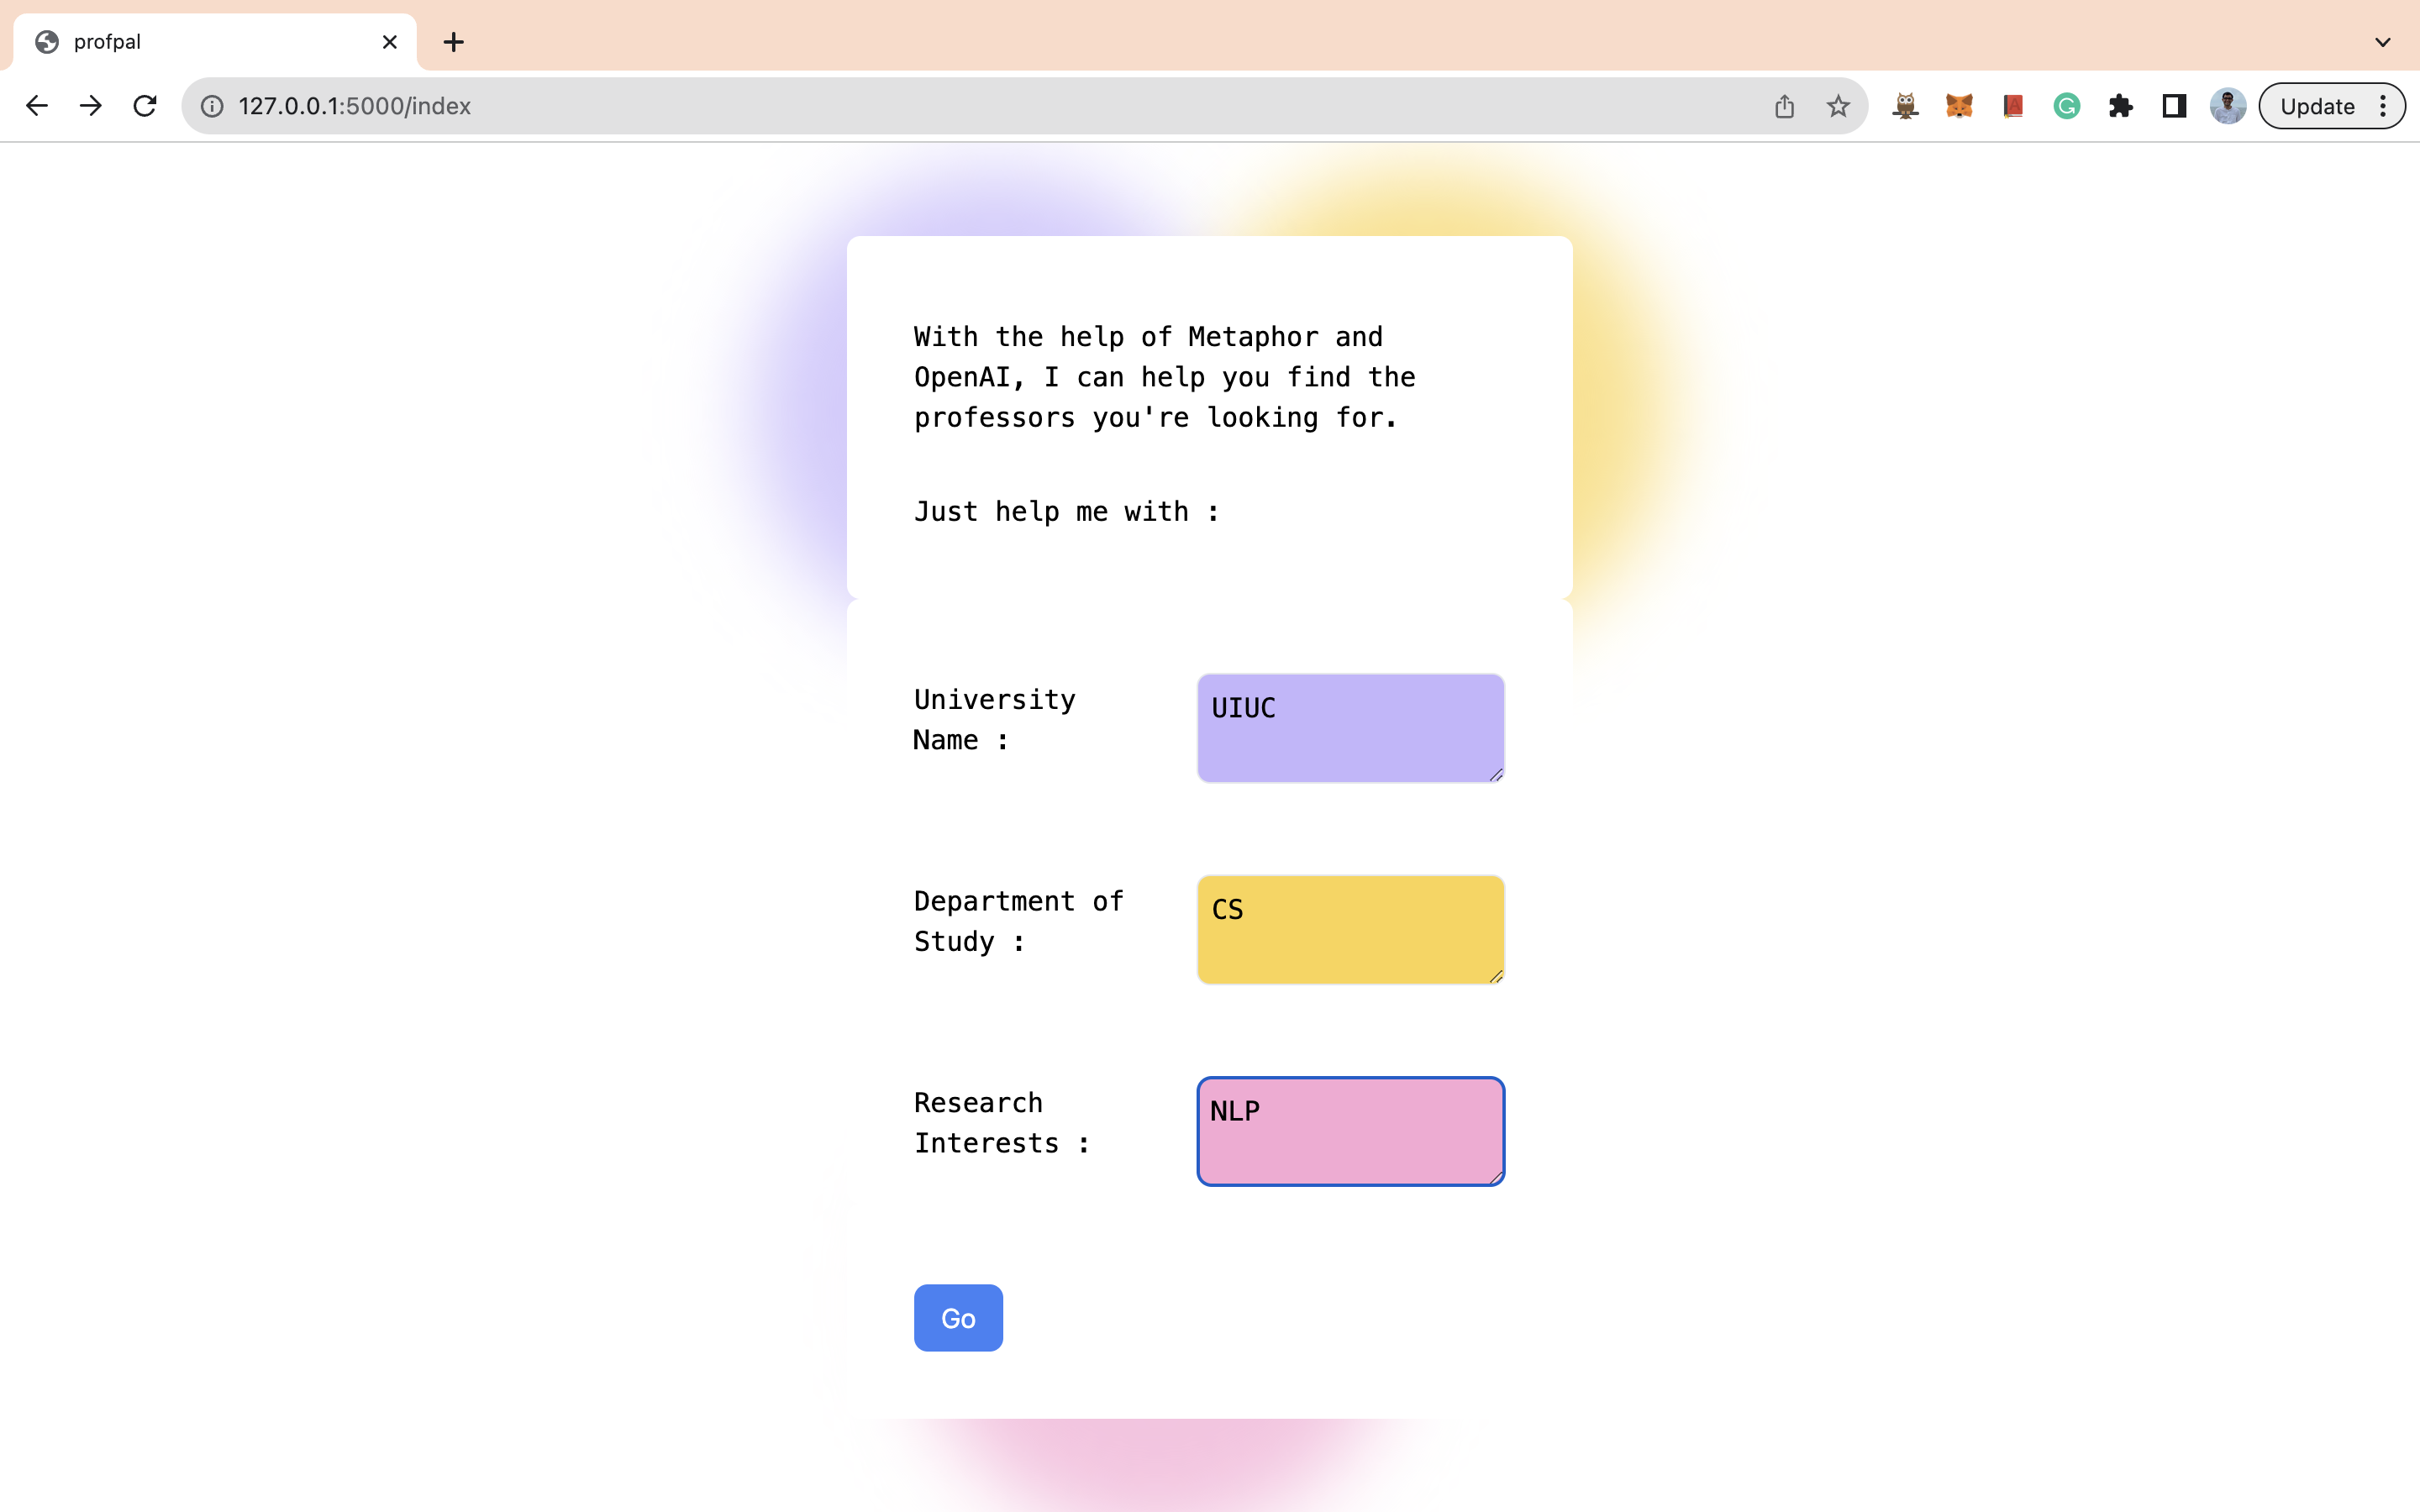 profpal
127.0.0.1:5000/index
Update
With the help of Metaphor and
OpenAI, I can help you find the
professors you're looking for.
Just help me with :
University
Name :
UIUC
Department of
Study :
CS
Research
Interests :
NLP
Go